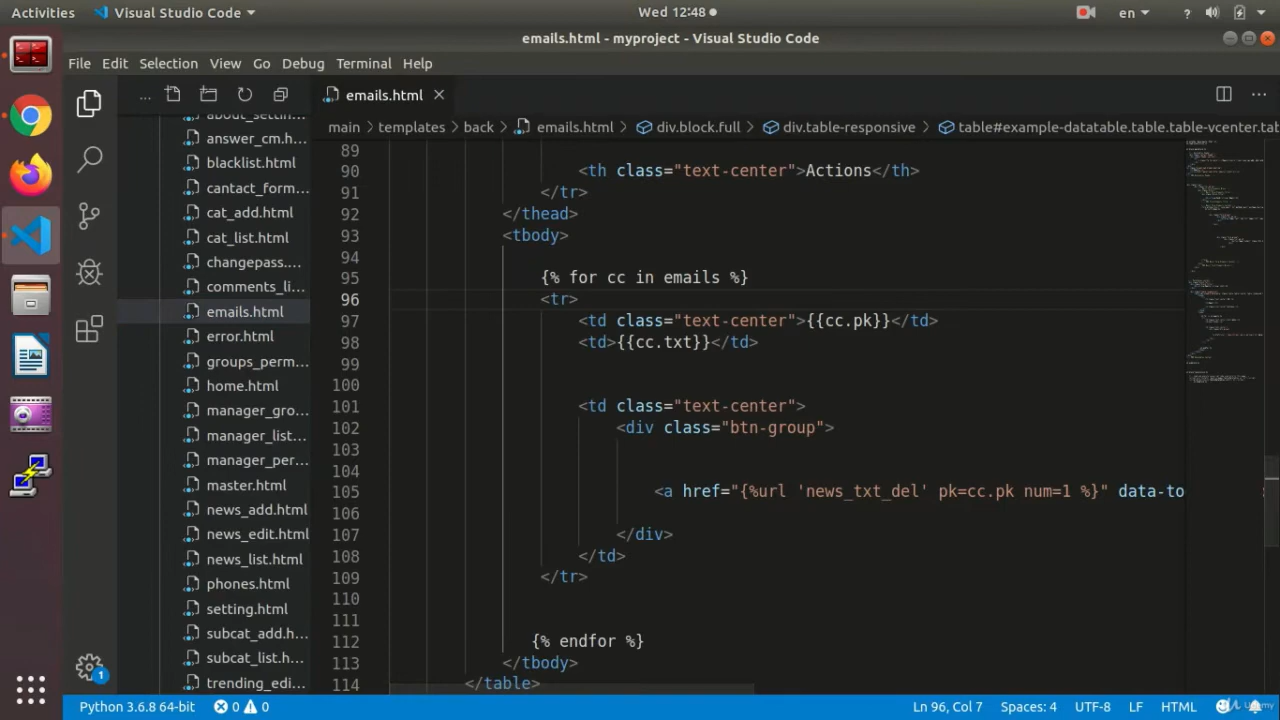 Activities Visual Studio Code Wed 12:48 en ?
emails.html - myproject - Visual Studio Code
File Edit Selection View Go Debug Terminal Help
... emails.html ...
main > templates > back > emails.html > div.block.full > div.table-responsive > table#example-datatable.table.table-vcenter.ta
about_settin...
answer_cm.h...
blacklist.html
cantact_form...
cat_add.html
cat_list.html
changepass....
comments_li...
emails.html
error.html
groups_perm...
home.html
manager_gro...
manager_list...
manager_per...
master.html
news_add.html
news_edit.html
news_list.html
phones.html
setting.html
subcat_add.h...
subcat_list.h...
trending_edi...
89
90 <th class="text-center">Actions</th>
91 </tr>
92 </thead>
93 <tbody>
94
95 {% for cc in emails %}
96 <tr>
97 <td class="text-center">{{cc.pk}}</td>
98 <td>{{cc.txt}}</td>
99
100
101 <td class="text-center">
102 <div class="btn-group">
103
104
105 <a href="{%url 'news_txt_del' pk=cc.pk num=1 %}" data-to
106
107 </div>
108 </td>
109 </tr>
110
111
112 {% endfor %}
113 </tbody>
114 </table>
1
Python 3.6.8 64-bit 0 0 Ln 96, Col 7 Spaces: 4 UTF-8 LF HTML
Udemy